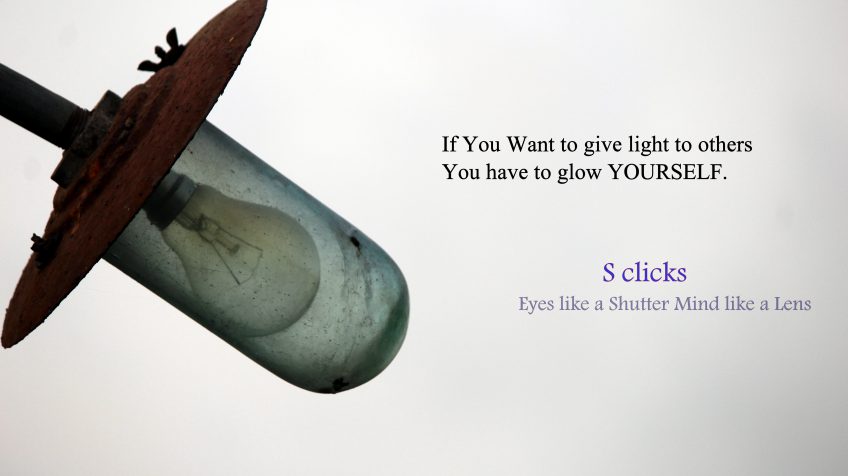 If You Want to give light to others
You have to glow YOURSELF.
S clicks
Eyes like a Shutter Mind like a Lens